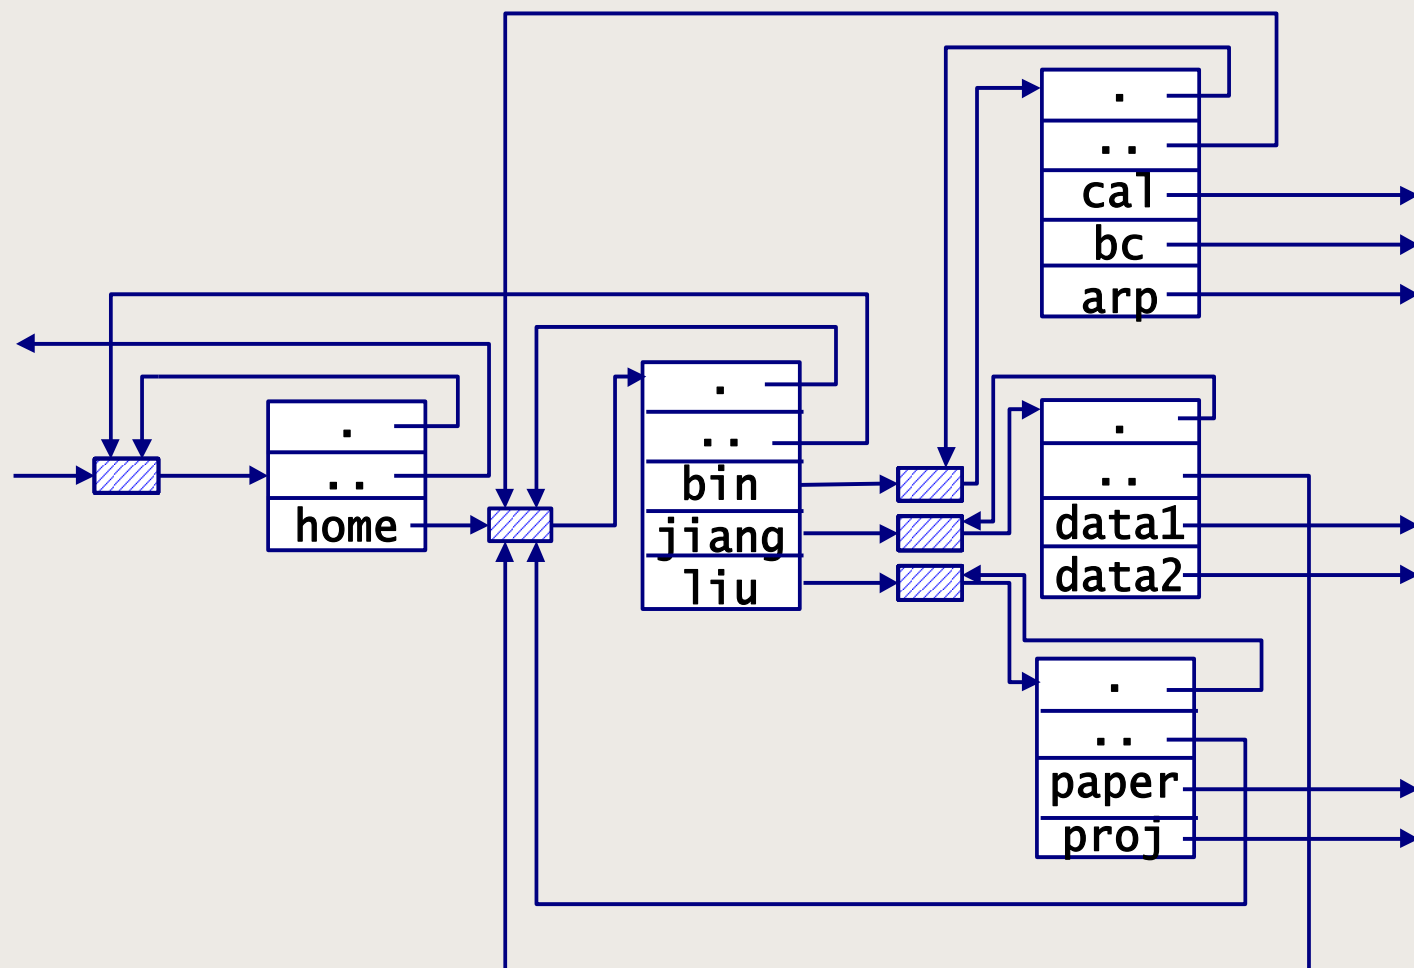 .
..
home
.
..
bin
jiang
liu
.
..
cal
bc
arp
.
..
data1
data2
.
..
paper
proj